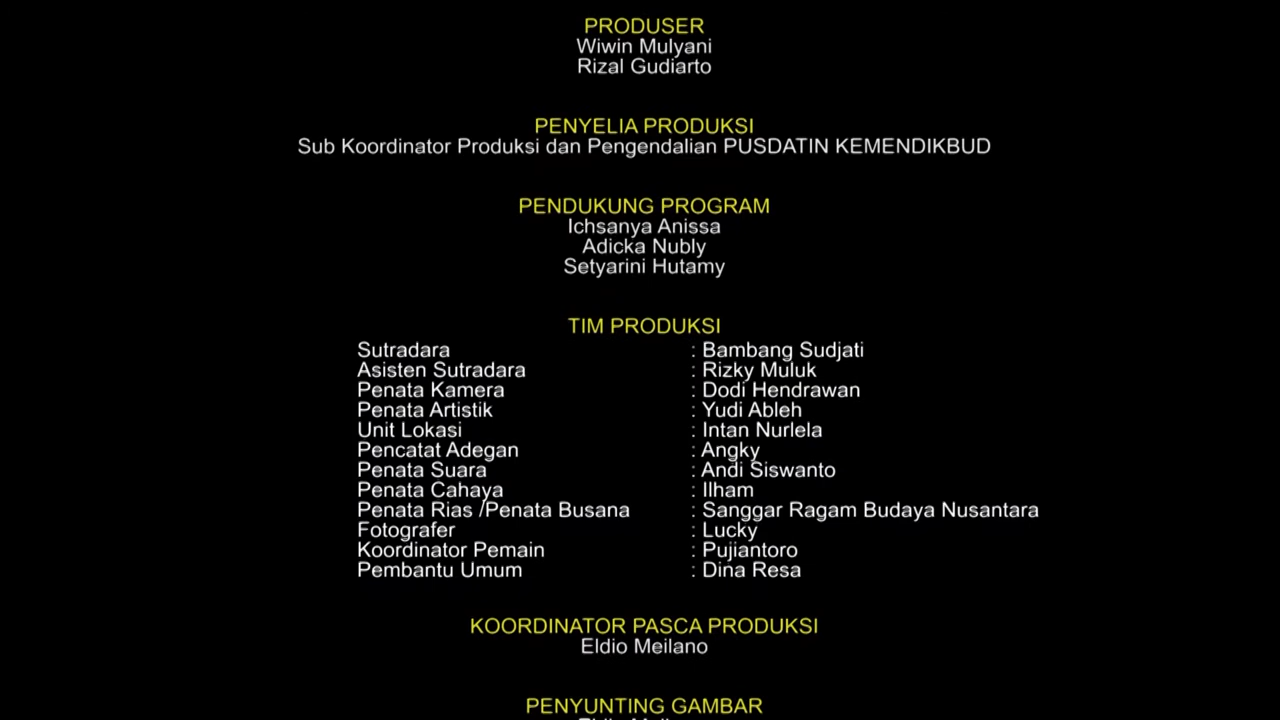 PRODUSER
Wiwin Mulyani
Rizal Gudiarto
PENYELIA PRODUKSI
Sub Koordinator Produksi dan Pengendalian PUSDATIN KEMENDIKBUD
PENDUKUNG PROGRAM
Ichsanya Anissa
Adicka Nubly
Setyarini Hutamy
TIM PRODUKSI
Sutradara : Bambang Sudjati
Asisten Sutradara : Rizky Muluk
Penata Kamera : Dodi Hendrawan
Penata Artistik : Yudi Ableh
Unit Lokasi : Intan Nurlela
Pencatat Adegan : Angky
Penata Suara : Andi Siswanto
Penata Cahaya : Ilham
Penata Rias /Penata Busana : Sanggar Ragam Budaya Nusantara
Fotografer : Lucky
Koordinator Pemain : Pujiantoro
Pembantu Umum : Dina Resa
KOORDINATOR PASCA PRODUKSI
Eldio Meilano
PENYUNTING GAMBAR